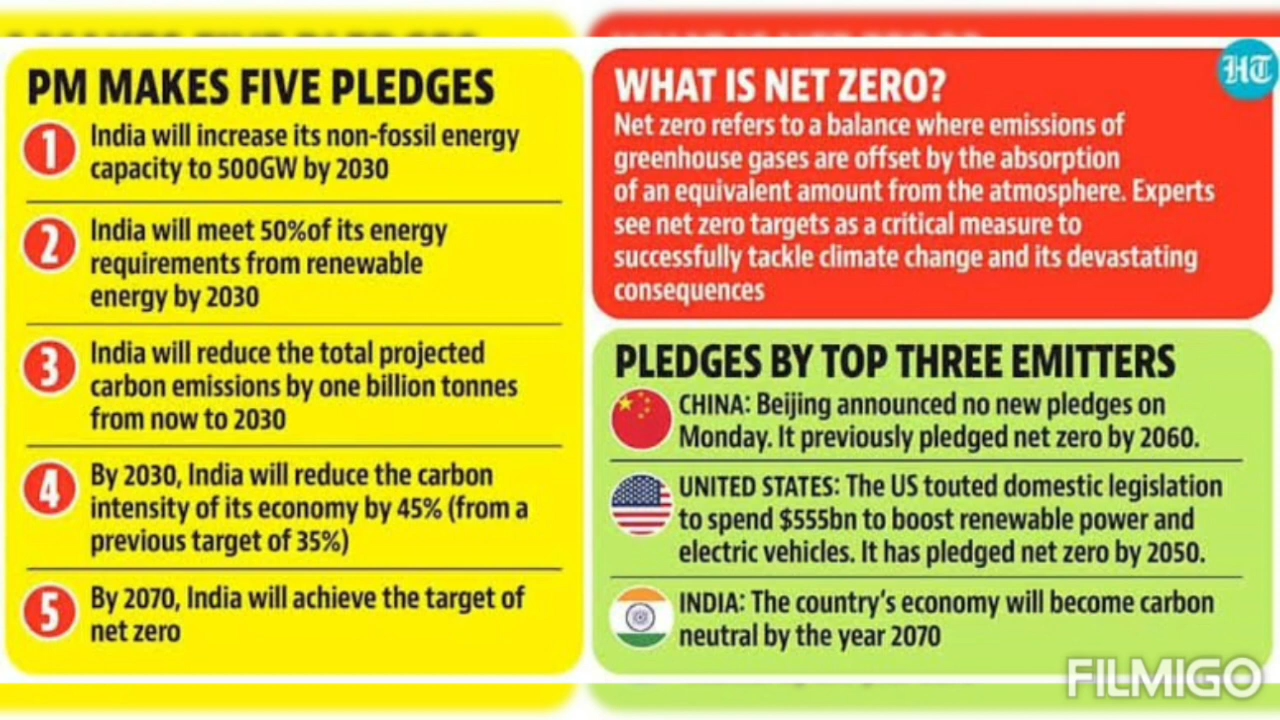 PM MAKES FIVE PLEDGES
1
India will increase its non-fossil energy
capacity to 500GW by 2030
2
India will meet 50%of its energy
requirements from renewable
energy by 2030
3
India will reduce the total projected
carbon emissions by one billion tonnes
from now to 2030
4
By 2030, India will reduce the carbon
intensity of its economy by 45% (from a
previous target of 35%)
5
By 2070, India will achieve the target of
net zero
HT
WHAT IS NET ZERO?
Net zero refers to a balance where emissions of
greenhouse gases are offset by the absorption
of an equivalent amount from the atmosphere. Experts
see net zero targets as a critical measure to
successfully tackle climate change and its devastating
consequences
PLEDGES BY TOP THREE EMITTERS
CHINA: Beijing announced no new pledges on
Monday. It previously pledged net zero by 2060.
UNITED STATES: The US touted domestic legislation
to spend $555bn to boost renewable power and
electric vehicles. It has pledged net zero by 2050.
INDIA: The country's economy will become carbon
neutral by the year 2070
FILMIGO